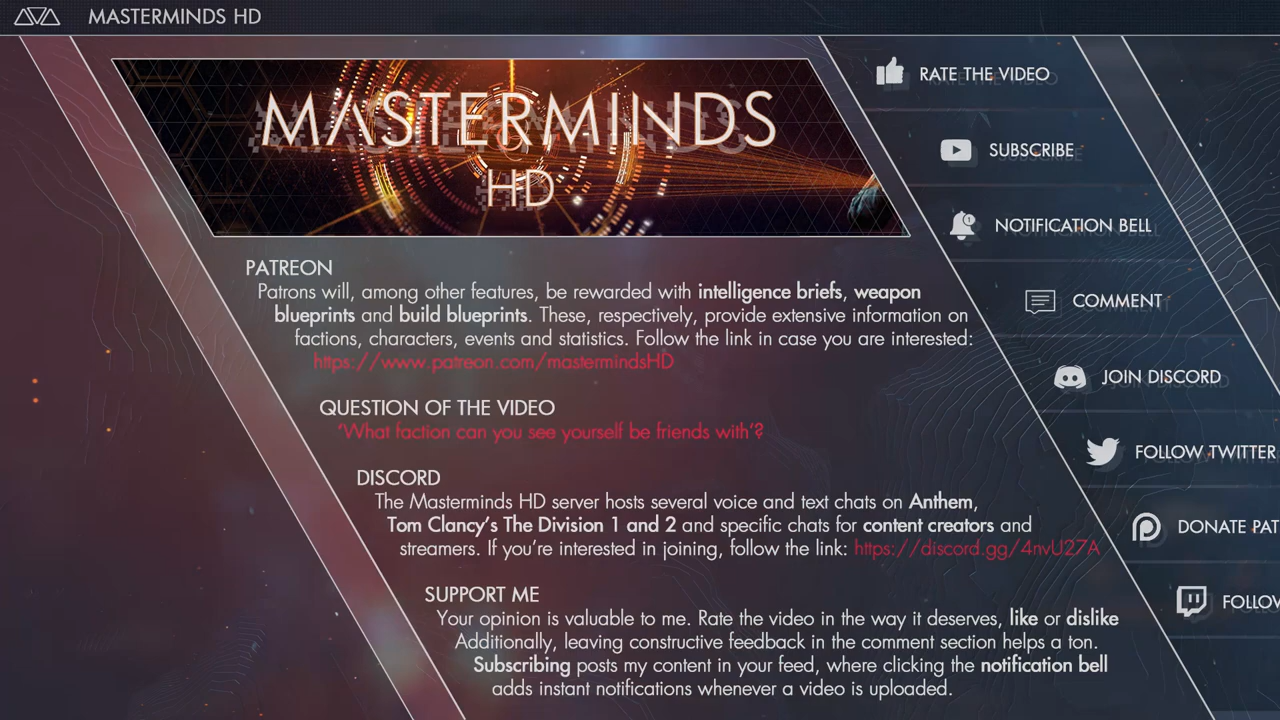 MASTERMINDS HD
MASTERMINDS
HD
PATREON
Patrons will, among other features, be rewarded with intelligence briefs, weapon
blueprints and build blueprints. These, respectively, provide extensive information on
factions, characters, events and statistics. Follow the link in case you are interested:
https://www.patreon.com/mastermindsHD
QUESTION OF THE VIDEO
‘What faction can you see yourself be friends with’?
DISCORD
The Masterminds HD server hosts several voice and text chats on Anthem,
Tom Clancy’s The Division 1 and 2 and specific chats for content creators and
streamers. If you’re interested in joining, follow the link: https://discord.gg/4nvU27A
SUPPORT ME
Your opinion is valuable to me. Rate the video in the way it deserves, like or dislike
Additionally, leaving constructive feedback in the comment section helps a ton.
Subscribing posts my content in your feed, where clicking the notification bell
adds instant notifications whenever a video is uploaded.
RATE THE VIDEO
SUBSCRIBE
1
NOTIFICATION BELL
COMMENT
JOIN DISCORD
FOLLOW TWITTER
DONATE PAT
FOLLOW